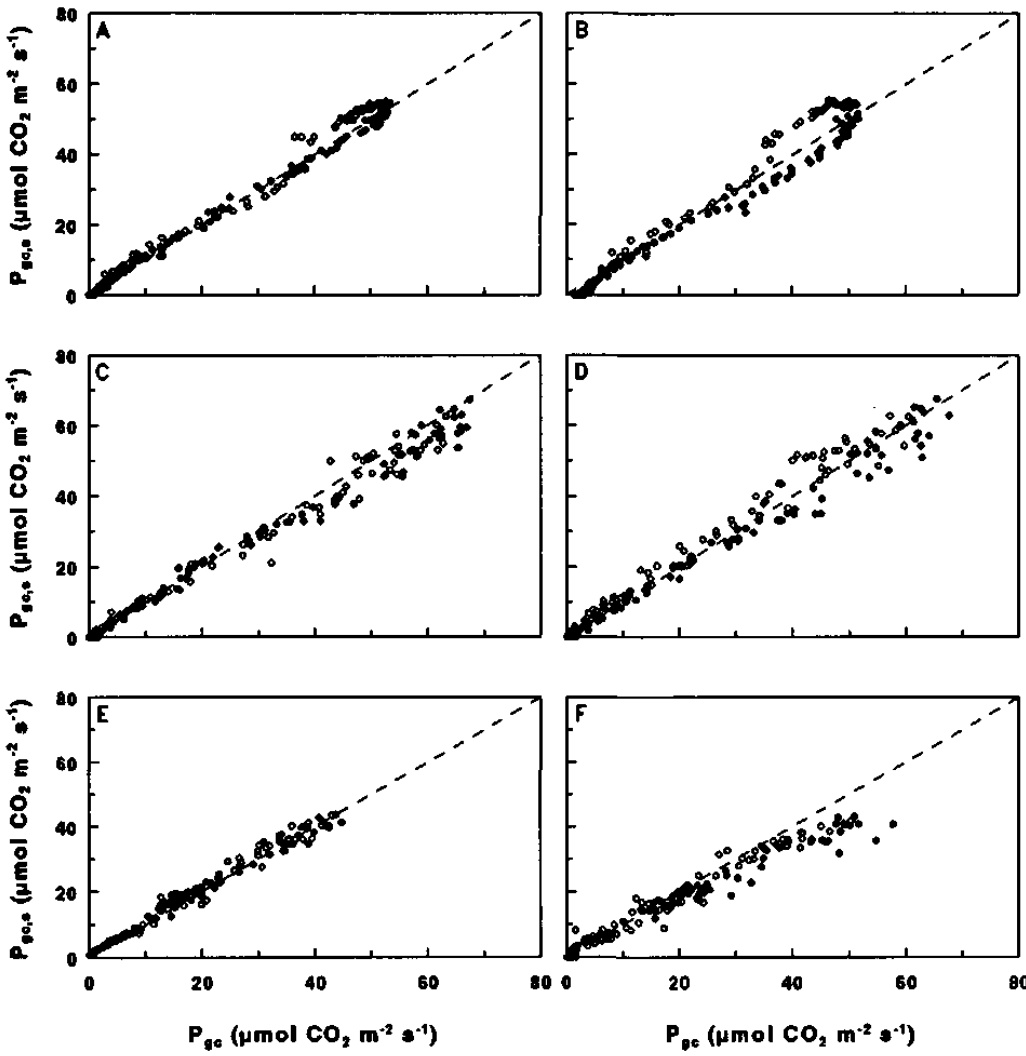 80
60
40
20
0
A
B
P_gc,s (μmol CO₂ m⁻² s⁻¹)
80
60
40
20
0
C
D
P_gc,s (μmol CO₂ m⁻² s⁻¹)
80
60
40
20
0
E
F
P_gc,s (μmol CO₂ m⁻² s⁻¹)
0 20 40 60 80 0 20 40 60 80
P_gc (μmol CO₂ m⁻² s⁻¹) P_gc (μmol CO₂ m⁻² s⁻¹)